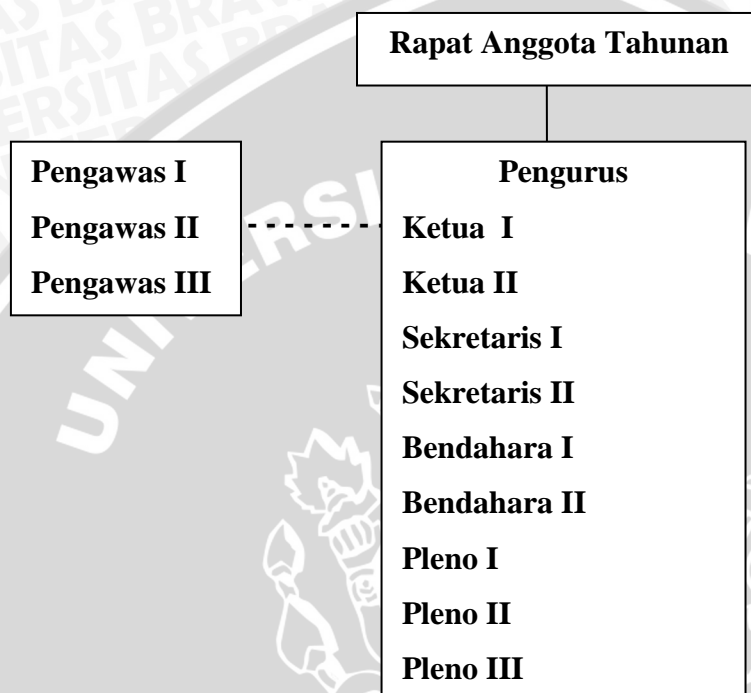 Rapat Anggota Tahunan
Pengawas I
Pengawas II
Pengawas III
Pengurus
Ketua I
Ketua II
Sekretaris I
Sekretaris II
Bendahara I
Bendahara II
Pleno I
Pleno II
Pleno III